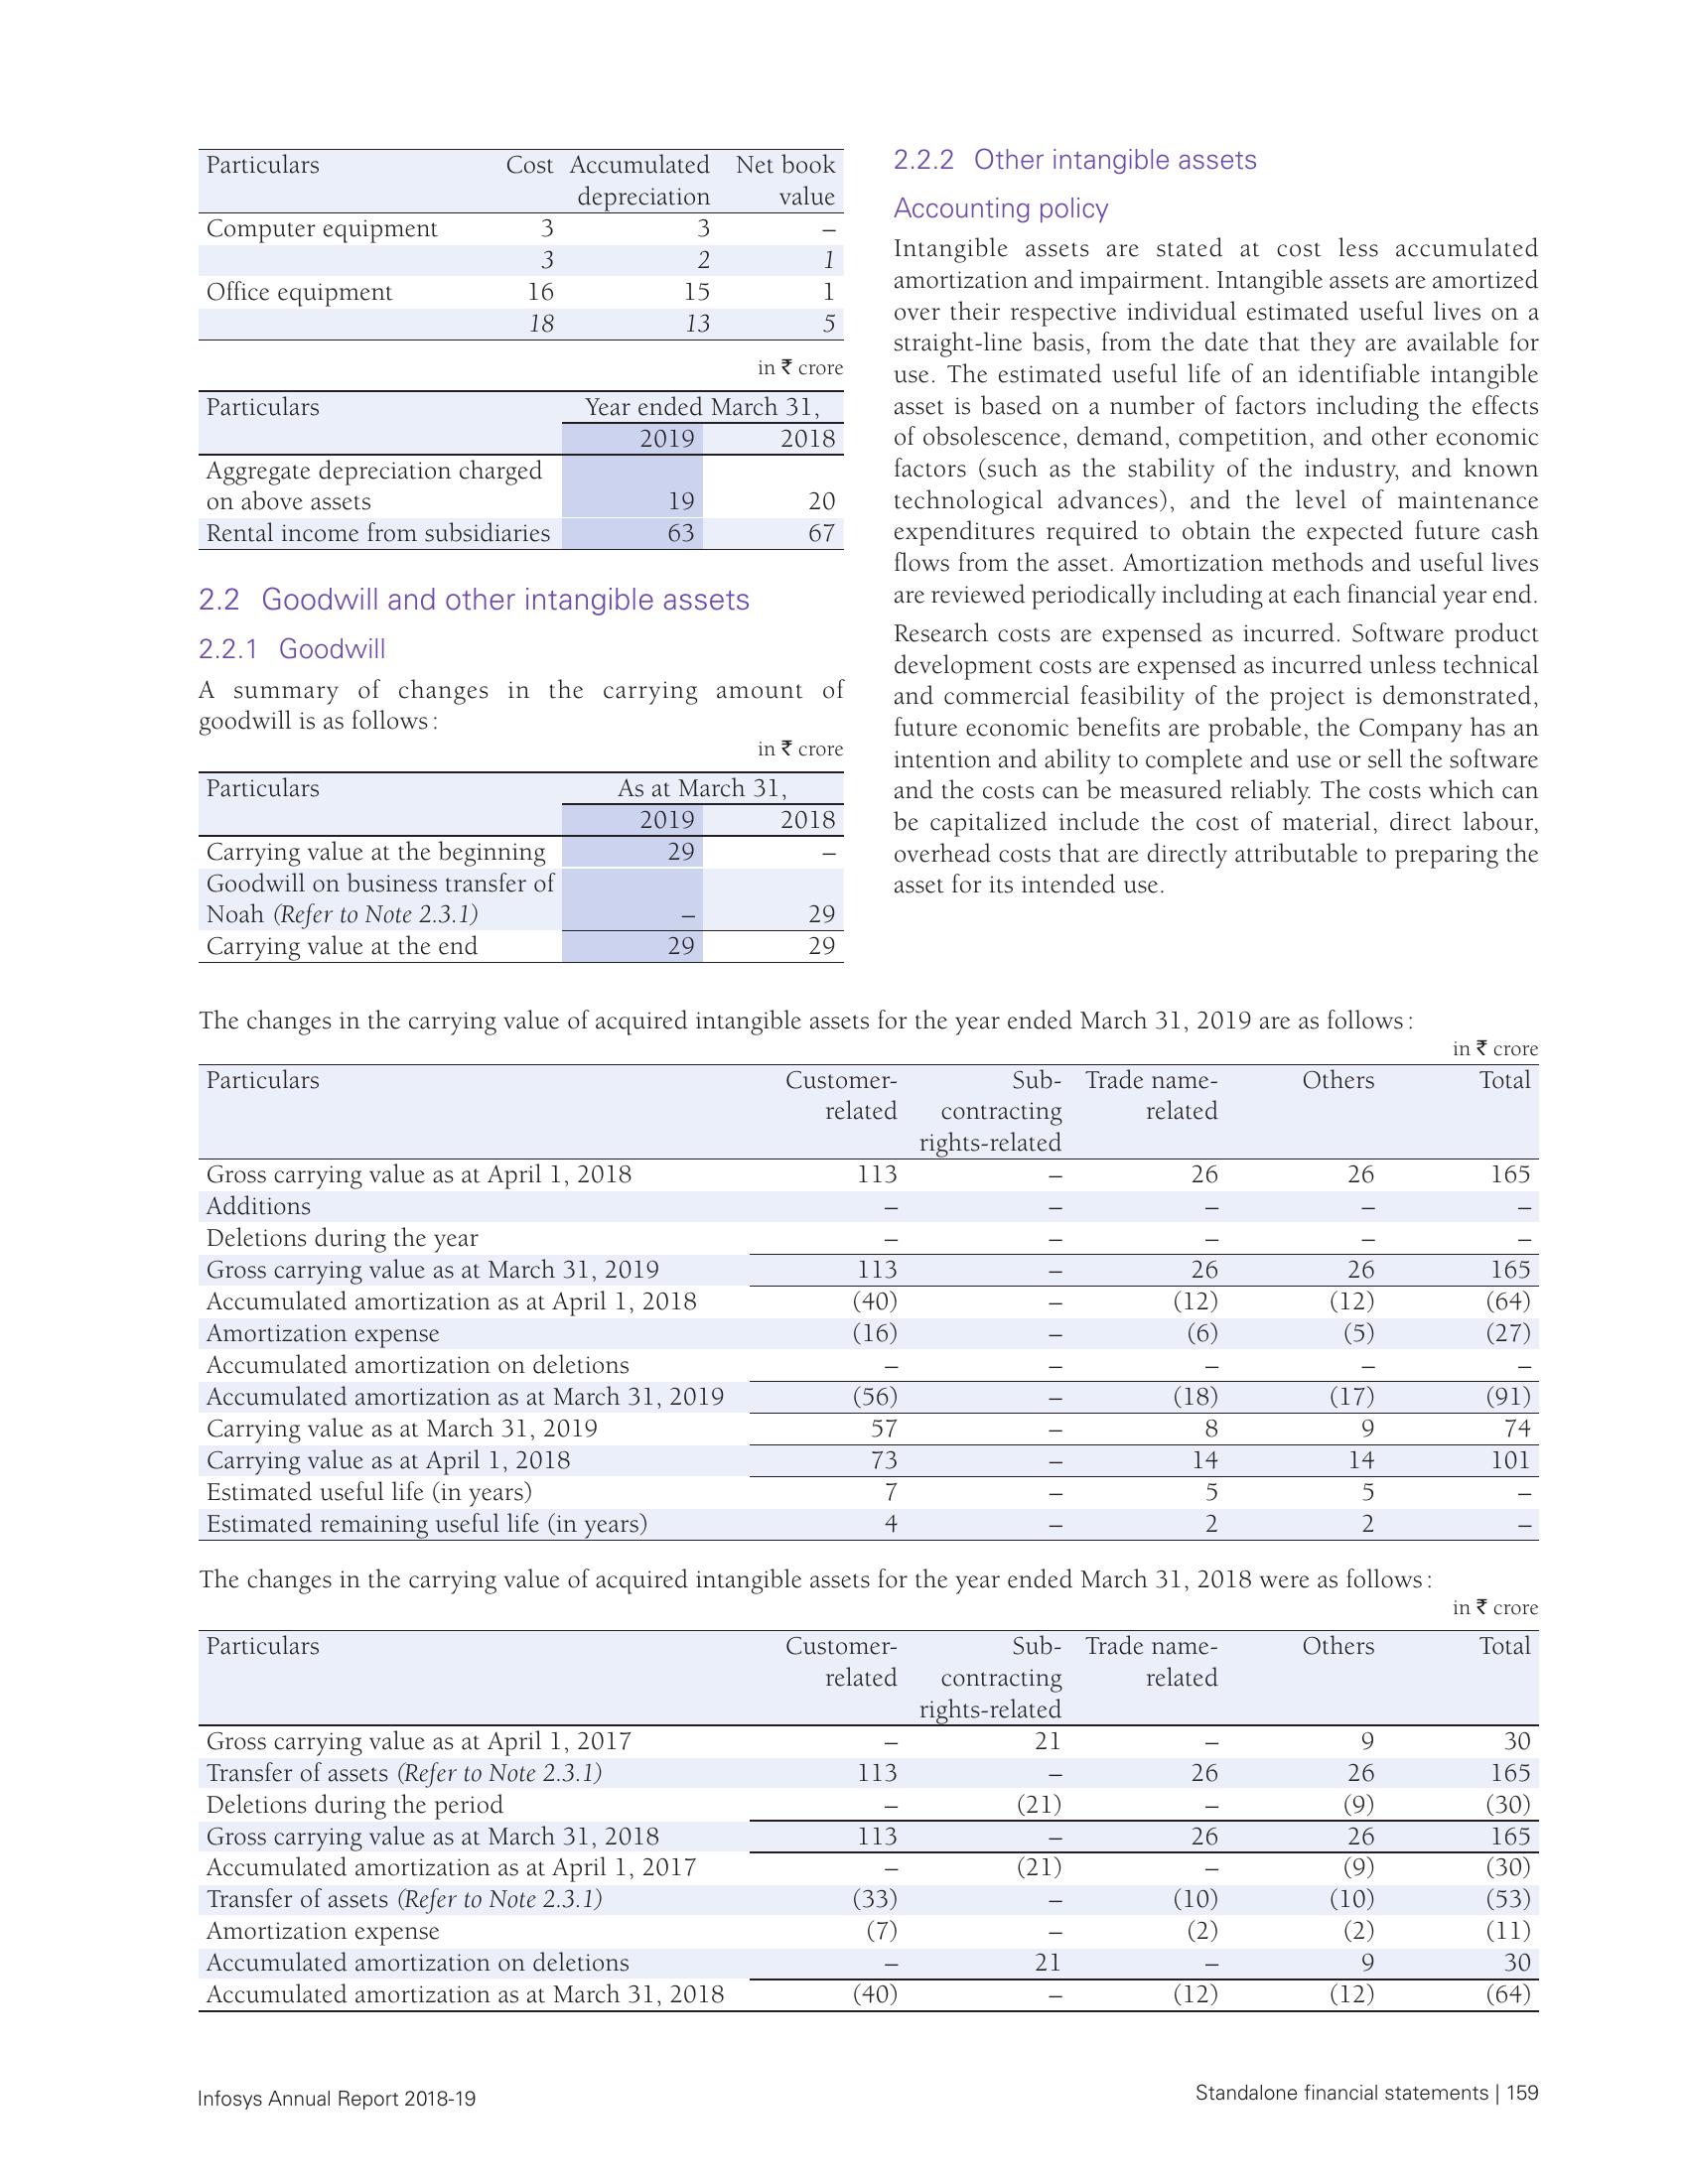 Particulars Cost Accumulated depreciation Net book value
Computer equipment 3 3 –
3 2 1
Office equipment 16 15 1
18 13 5
in ₹ crore
Particulars Year ended March 31,
2019 2018
Aggregate depreciation charged
on above assets 19 20
Rental income from subsidiaries 63 67
2.2 Goodwill and other intangible assets
2.2.1 Goodwill
A summary of changes in the carrying amount of
goodwill is as follows :
in ₹ crore
Particulars As at March 31,
2019 2018
Carrying value at the beginning 29 –
Goodwill on business transfer of
Noah (Refer to Note 2.3.1) – 29
Carrying value at the end 29 29
2.2.2 Other intangible assets
Accounting policy
Intangible assets are stated at cost less accumulated
amortization and impairment. Intangible assets are amortized
over their respective individual estimated useful lives on a
straight-line basis, from the date that they are available for
use. The estimated useful life of an identifiable intangible
asset is based on a number of factors including the effects
of obsolescence, demand, competition, and other economic
factors (such as the stability of the industry, and known
technological advances), and the level of maintenance
expenditures required to obtain the expected future cash
flows from the asset. Amortization methods and useful lives
are reviewed periodically including at each financial year end.
Research costs are expensed as incurred. Software product
development costs are expensed as incurred unless technical
and commercial feasibility of the project is demonstrated,
future economic benefits are probable, the Company has an
intention and ability to complete and use or sell the software
and the costs can be measured reliably. The costs which can
be capitalized include the cost of material, direct labour,
overhead costs that are directly attributable to preparing the
asset for its intended use.
The changes in the carrying value of acquired intangible assets for the year ended March 31, 2019 are as follows :
in ₹ crore
Particulars Customer- Sub- Trade name- Others Total
related contracting related
rights-related
Gross carrying value as at April 1, 2018 113 – 26 26 165
Additions – – – – –
Deletions during the year – – – – –
Gross carrying value as at March 31, 2019 113 – 26 26 165
Accumulated amortization as at April 1, 2018 (40) – (12) (12) (64)
Amortization expense (16) – (6) (5) (27)
Accumulated amortization on deletions – – – – –
Accumulated amortization as at March 31, 2019 (56) – (18) (17) (91)
Carrying value as at March 31, 2019 57 – 8 9 74
Carrying value as at April 1, 2018 73 – 14 14 101
Estimated useful life (in years) 7 – 5 5 –
Estimated remaining useful life (in years) 4 – 2 2 –
The changes in the carrying value of acquired intangible assets for the year ended March 31, 2018 were as follows :
in ₹ crore
Particulars Customer- Sub- Trade name- Others Total
related contracting related
rights-related
Gross carrying value as at April 1, 2017 – 21 – 9 30
Transfer of assets (Refer to Note 2.3.1) 113 – 26 26 165
Deletions during the period – (21) – (9) (30)
Gross carrying value as at March 31, 2018 113 – 26 26 165
Accumulated amortization as at April 1, 2017 – (21) – (9) (30)
Transfer of assets (Refer to Note 2.3.1) (33) – (10) (10) (53)
Amortization expense (7) – (2) (2) (11)
Accumulated amortization on deletions – 21 – 9 30
Accumulated amortization as at March 31, 2018 (40) – (12) (12) (64)
Infosys Annual Report 2018-19
Standalone financial statements | 159